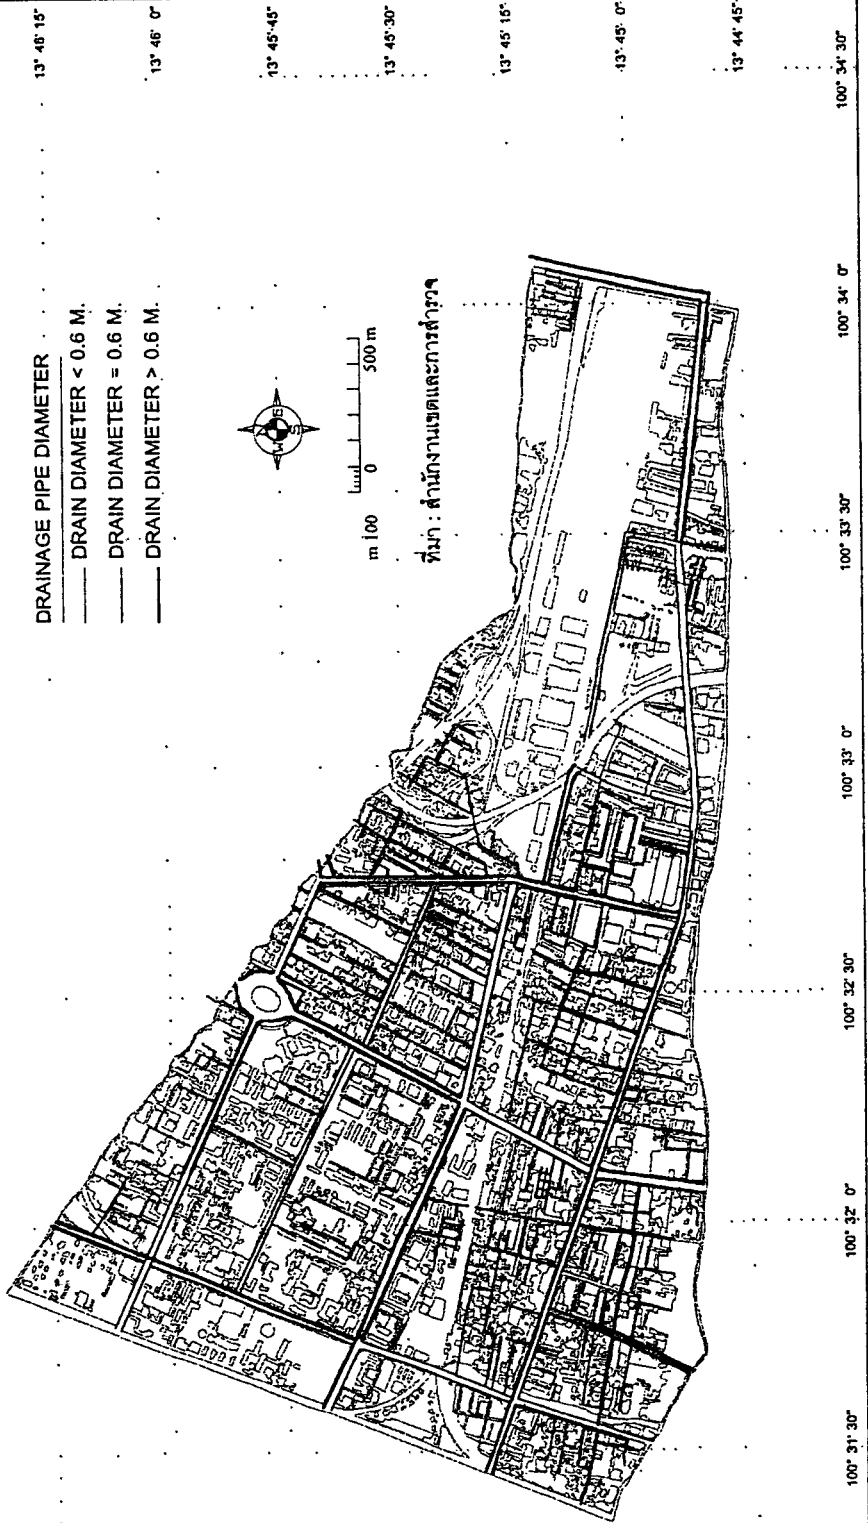 DRAINAGE PIPE DIAMETER
DRAIN DIAMETER < 0.6 M.
DRAIN DIAMETER = 0.6 M.
DRAIN DIAMETER > 0.6 M.
m 100 0 500 m
ที่มา : สำนักงานเขตและการสำรวจ
13° 46' 15"
13° 46' 0"
13° 45' 45"
13° 45' 30"
13° 45' 15"
13° 45' 0"
13° 44' 45"
100° 31' 30"
100° 32' 0"
100° 32' 30"
100° 33' 0"
100° 33' 30"
100° 34' 0"
100° 34' 30"